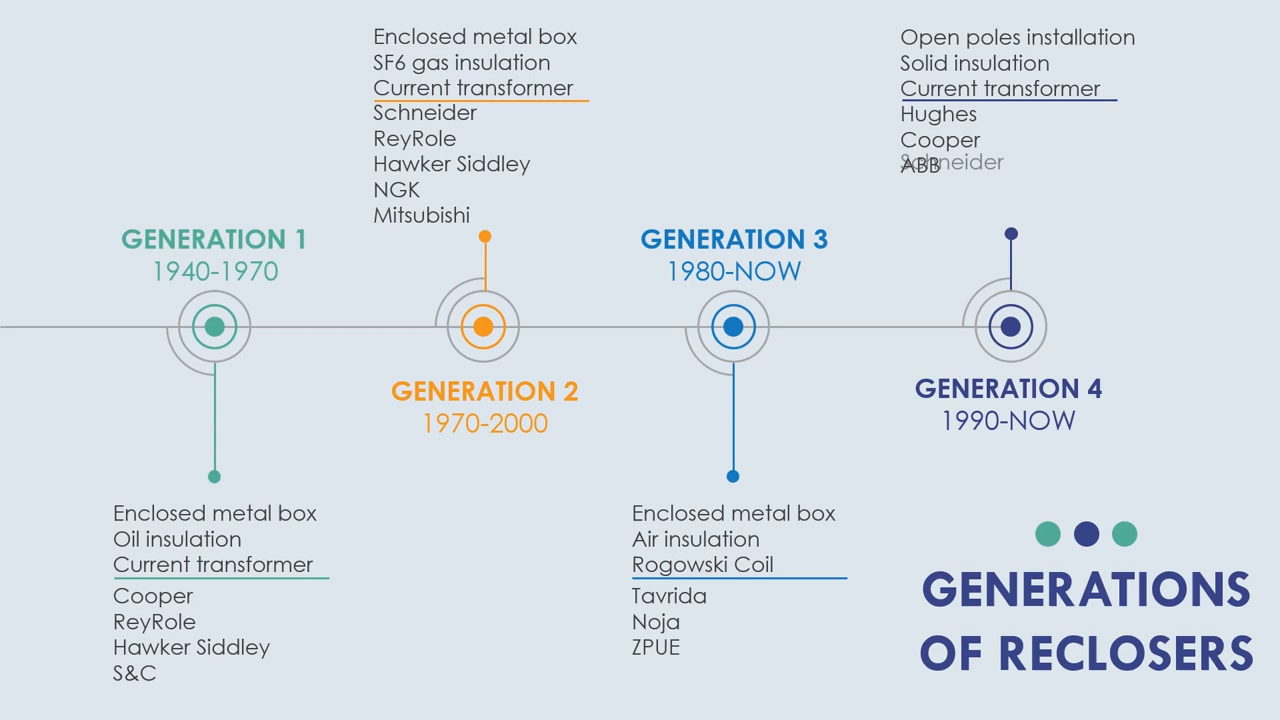 Enclosed metal box
SF6 gas insulation
Current transformer
Schneider
ReyRole
Hawker Siddley
NGK
Mitsubishi
Open poles installation
Solid insulation
Current transformer
Hughes
Cooper
Schneider
ABB
GENERATION 1
1940-1970
GENERATION 3
1980-NOW
GENERATION 2
1970-2000
GENERATION 4
1990-NOW
Enclosed metal box
Oil insulation
Current transformer
Cooper
ReyRole
Hawker Siddley
S&C
Enclosed metal box
Air insulation
Rogowski Coil
Tavrida
Noja
ZPUE
GENERATIONS
OF RECLOSERS